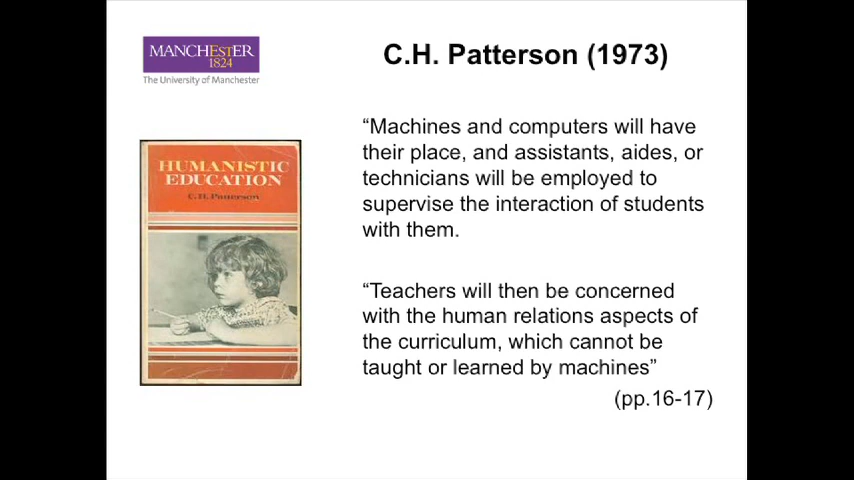 MANCHESTER
1824
The University of Manchester
C.H. Patterson (1973)
HUMANISTIC
EDUCATION
C.H. Patterson
“Machines and computers will have
their place, and assistants, aides, or
technicians will be employed to
supervise the interaction of students
with them.
“Teachers will then be concerned
with the human relations aspects of
the curriculum, which cannot be
taught or learned by machines”
(pp.16-17)